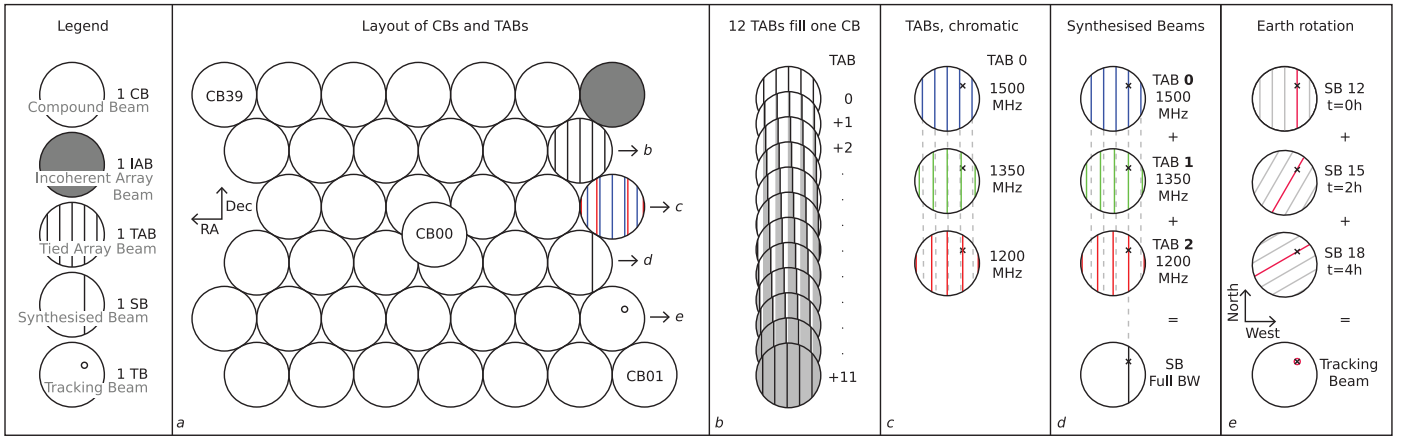 Legend
1 CB
Compound Beam
1 IAB
Incoherent Array
Beam
1 TAB
Tied Array Beam
1 SB
Synthesised Beam
1 TB
Tracking Beam
Layout of CBs and TABs
CB39
b
Dec
RA
c
CB00
d
e
CB01
a
12 TABs fill one CB
TAB
0
+1
+2
.
.
.
.
.
.
.
.
+11
b
TABs, chromatic
TAB 0
1500
MHz
1350
MHz
1200
MHz
c
Synthesised Beams
TAB 0
1500
MHz
+
TAB 1
1350
MHz
+
TAB 2
1200
MHz
=
SB
Full BW
d
Earth rotation
SB 12
t=0h
+
SB 15
t=2h
+
SB 18
t=4h
North
West
=
Tracking
Beam
e